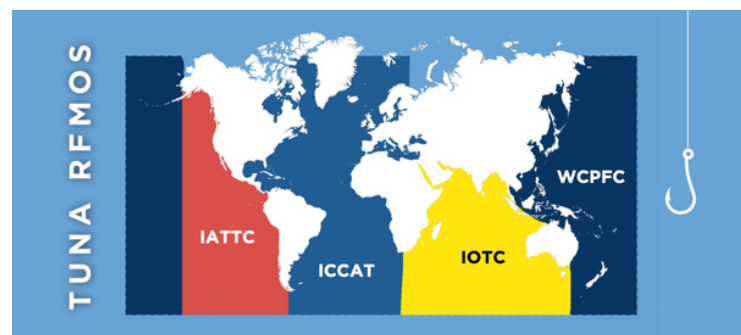 TUNA RFMOS
IATTC
ICCAT
IOTC
WCPFC